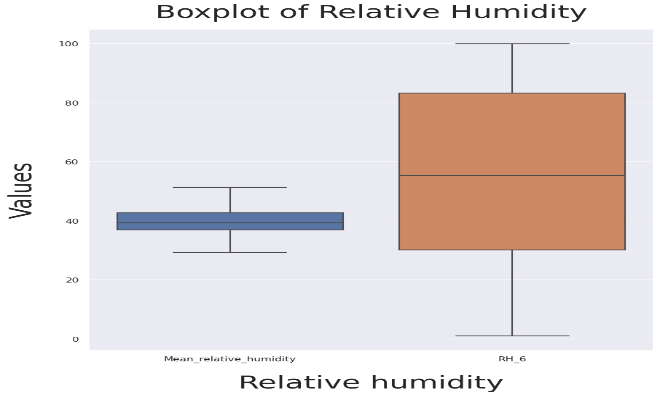 Boxplot of Relative Humidity
Values
100
80
60
40
20
0
Mean_relative_humidity
RH_6
Relative humidity